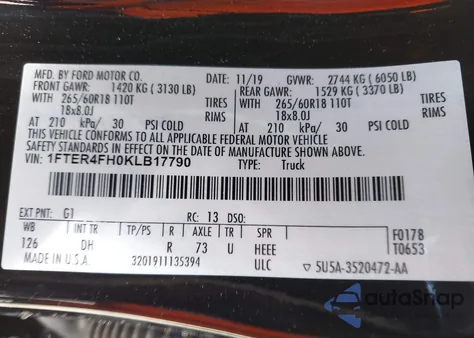 MFD. BY FORD MOTOR CO.
DATE: 11/19 GVWR: 2744 KG ( 6050 LB)
FRONT GAWR: 1420 KG ( 3130 LB) REAR GAWR: 1529 KG ( 3370 LB)
WITH 265/60R18 110T TIRES WITH 265/60R18 110T TIRES
18x8.0J RIMS 18x8.0J RIMS
AT 210 kPa/ 30 PSI COLD AT 210 kPa/ 30 PSI COLD
THIS VEHICLE CONFORMS TO ALL APPLICABLE FEDERAL MOTOR VEHICLE
SAFETY STANDARDS IN EFFECT ON THE DATE OF MANUFACTURE SHOWN ABOVE.
VIN: 1FTER4FH0KLB17790 TYPE: Truck
EXT PNT: G1 RC: 13 DSO:
WB INT TR TP/PS R AXLE TR SPR F0178
126 DH R 73 U HEEE T0653
MADE IN U.S.A. 3201911135394 ULC 5U5A-3520472-AA
autoSnap